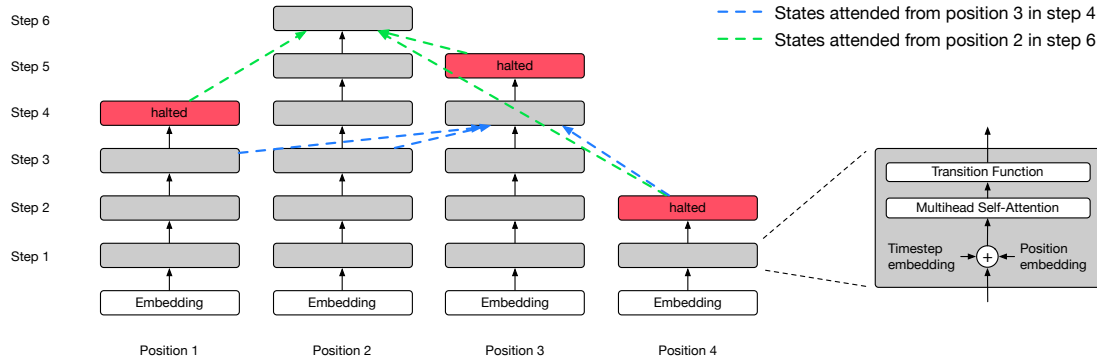 Step 6
States attended from position 3 in step 4
States attended from position 2 in step 6
Step 5
halted
Step 4
halted
Step 3
Transition Function
Step 2
halted
Multihead Self-Attention
Step 1
Timestep
embedding
+
Position
embedding
Embedding
Embedding
Embedding
Embedding
Position 1
Position 2
Position 3
Position 4